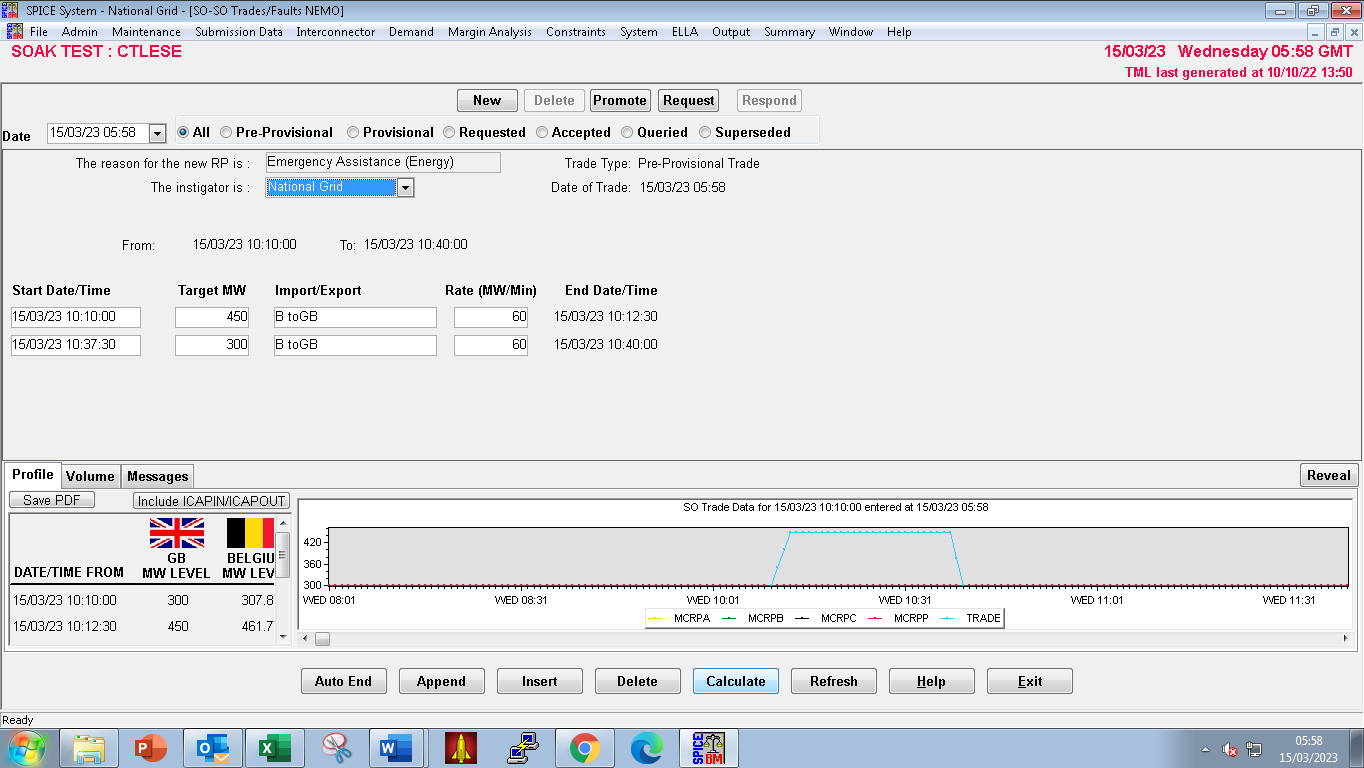 SPICE System - National Grid - [SO-SO Trades/Faults NEMO]
File Admin Maintenance Submission Data Interconnector Demand Margin Analysis Constraints System ELLA Output Summary Window Help
SOAK TEST : CTLESE 15/03/23 Wednesday 05:58 GMT
TML last generated at 10/10/22 13:50
New Delete Promote Request Respond
Date 15/03/23 05:58 All Pre-Provisional Provisional Requested Accepted Queried Superseded
The reason for the new RP is : Emergency Assistance (Energy) Trade Type: Pre-Provisional Trade
The instigator is : National Grid Date of Trade: 15/03/23 05:58
From: 15/03/23 10:10:00 To: 15/03/23 10:40:00
Start Date/Time Target MW Import/Export Rate (MW/Min) End Date/Time
15/03/23 10:10:00 450 B toGB 60 15/03/23 10:12:30
15/03/23 10:37:30 300 B toGB 60 15/03/23 10:40:00
Profile Volume Messages Reveal
Save PDF Include ICAPIN/ICAPOUT
GB BELGIU
DATE/TIME FROM MW LEVEL MW LEV
15/03/23 10:10:00 300 307.8
15/03/23 10:12:30 450 461.7
SO Trade Data for 15/03/23 10:10:00 entered at 15/03/23 05:58
420
360
300
WED 08:01 WED 08:31 WED 10:01 WED 10:31 WED 11:01 WED 11:31
MCRPA MCRPB MCRPC MCRPP TRADE
Auto End Append Insert Delete Calculate Refresh Help Exit
Ready
SPICE
BMI
05:58
15/03/2023